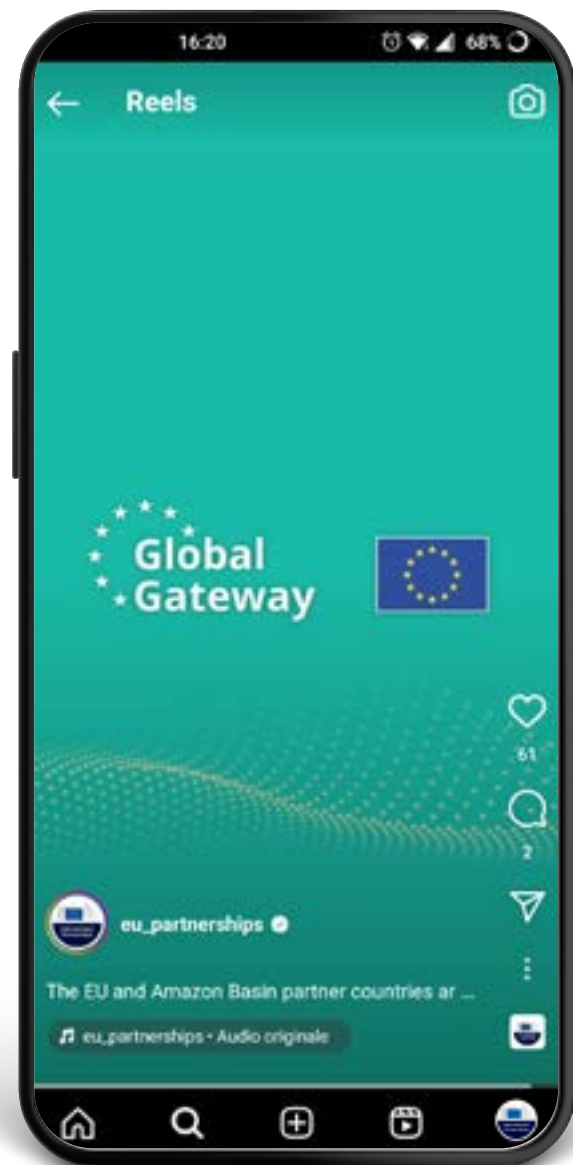 16:20
68%
Reels
Global
Gateway
61
2
eu_partnerships
The EU and Amazon Basin partner countries ar ...
eu_partnerships • Audio originale